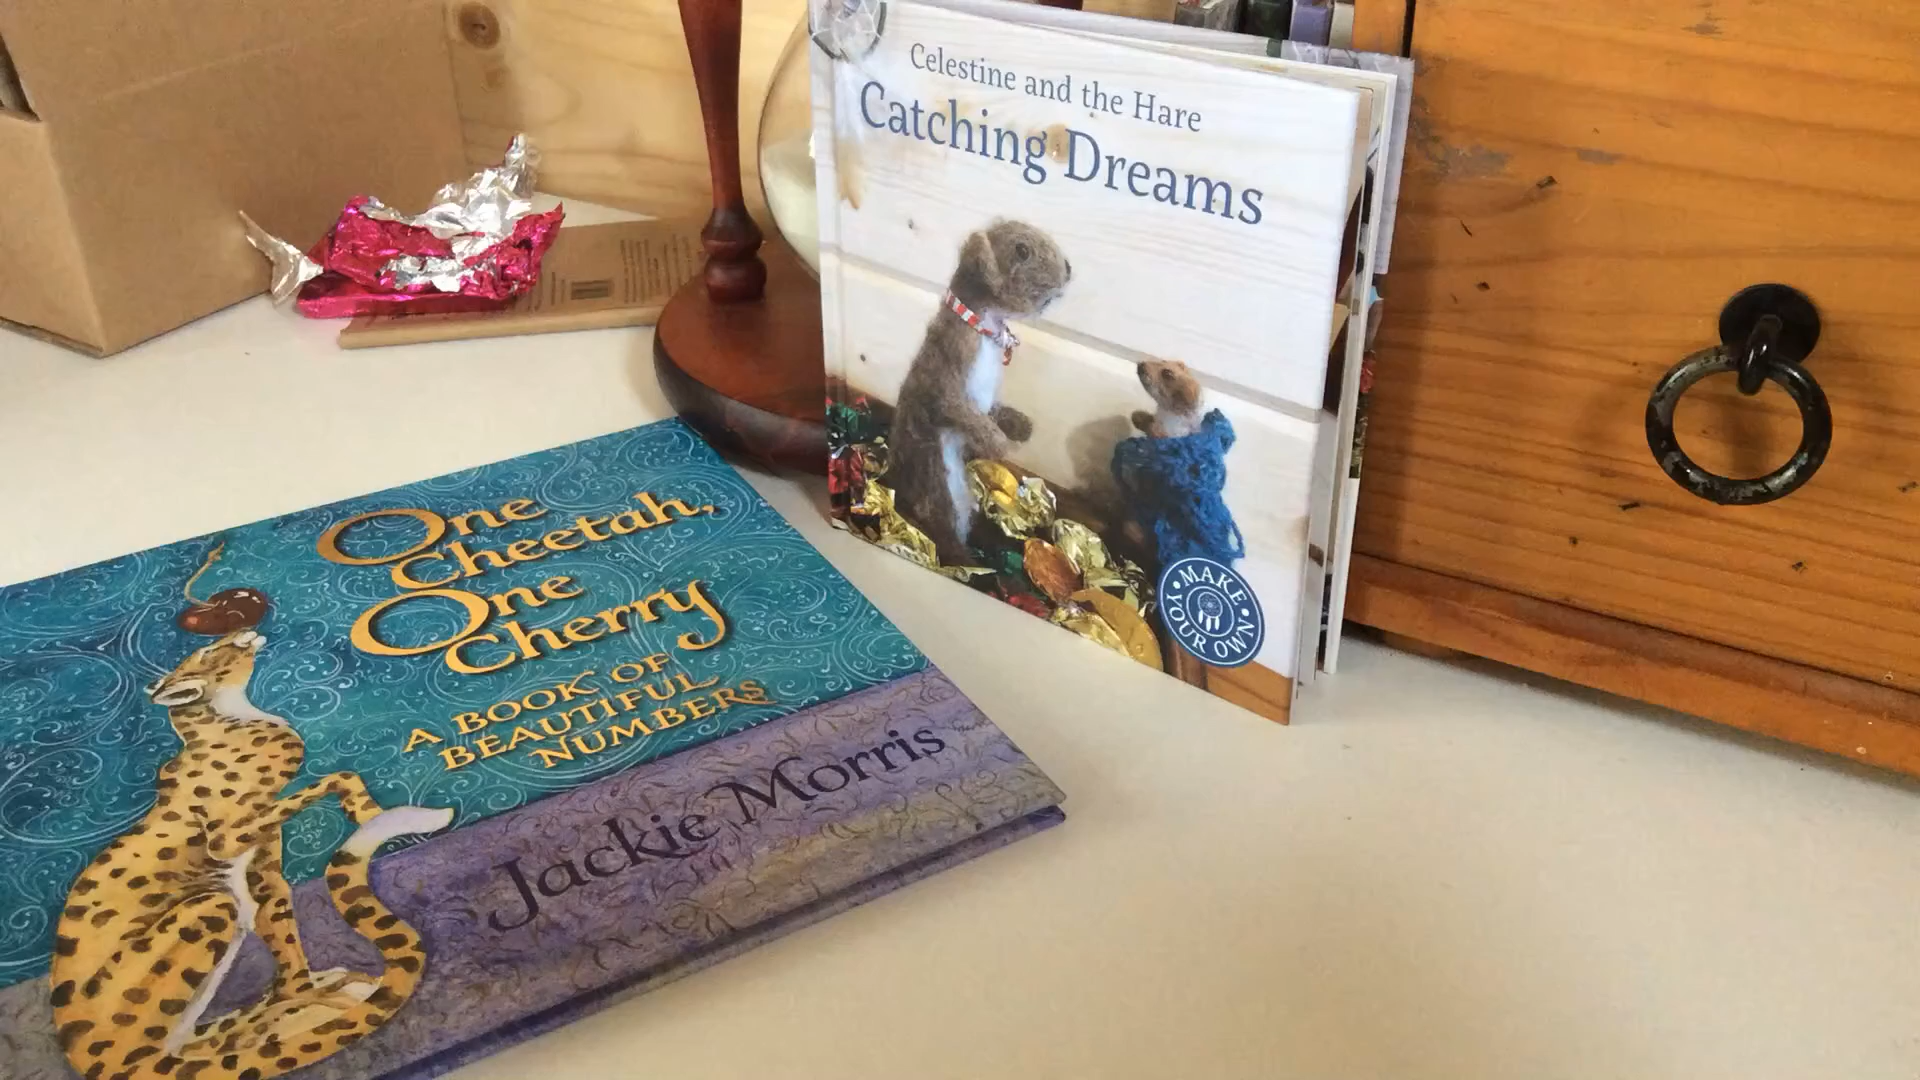 Celestine and the Hare
Catching Dreams
• MAKE •
YOUR OWN
One
Cheetah,
One
Cherry
A BOOK OF
BEAUTIFUL
NUMBERS
Jackie Morris